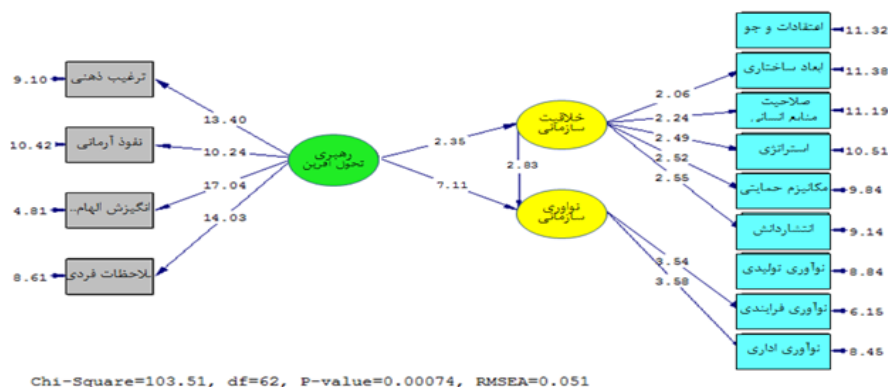 اعتقادات و جو
11.32
9.10
ترغیب ذهنی
ابعاد ساختاری
11.38
13.40
2.06
صلاحیت
منابع انسانی
11.19
خلاقیت
سازمانی
2.24
10.42
نفوذ آرمانی
10.24
رهبری
تحول آفرین
2.35
2.49
استراتژی
10.51
2.83
2.52
مکانیزم حمایتی
9.84
17.04
7.11
2.55
4.81
انگیزش الهام..
14.03
نوآوری
سازمانی
انتشاردانش
9.14
3.54
نوآوری تولیدی
8.84
8.61
ملاحظات فردی
3.58
نوآوری فرایندی
6.15
نوآوری اداری
8.45
Chi-Square=103.51, df=62, P-value=0.00074, RMSEA=0.051